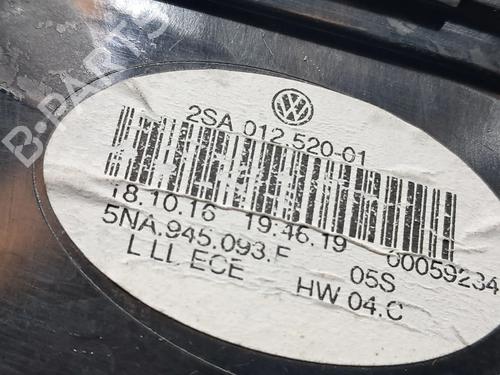 B-PARTS
2SA 012.520-01
18.10.16 19.46.19 00059234
5NA.945.093.F 05S
L LL ECE HW 04.C